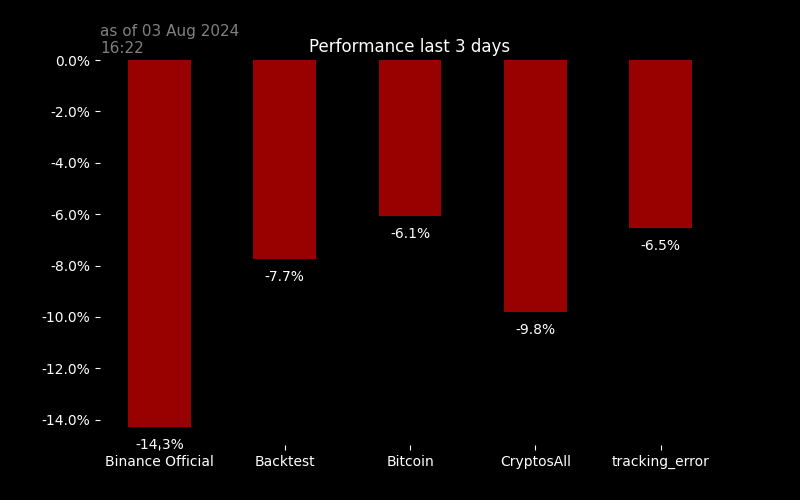 as of 03 Aug 2024
16:22
Performance last 3 days
0.0%
-2.0%
-4.0%
-6.0%
-8.0%
-10.0%
-12.0%
-14.0%
-14.3%
-7.7%
-6.1%
-9.8%
-6.5%
Binance Official
Backtest
Bitcoin
CryptosAll
tracking_error